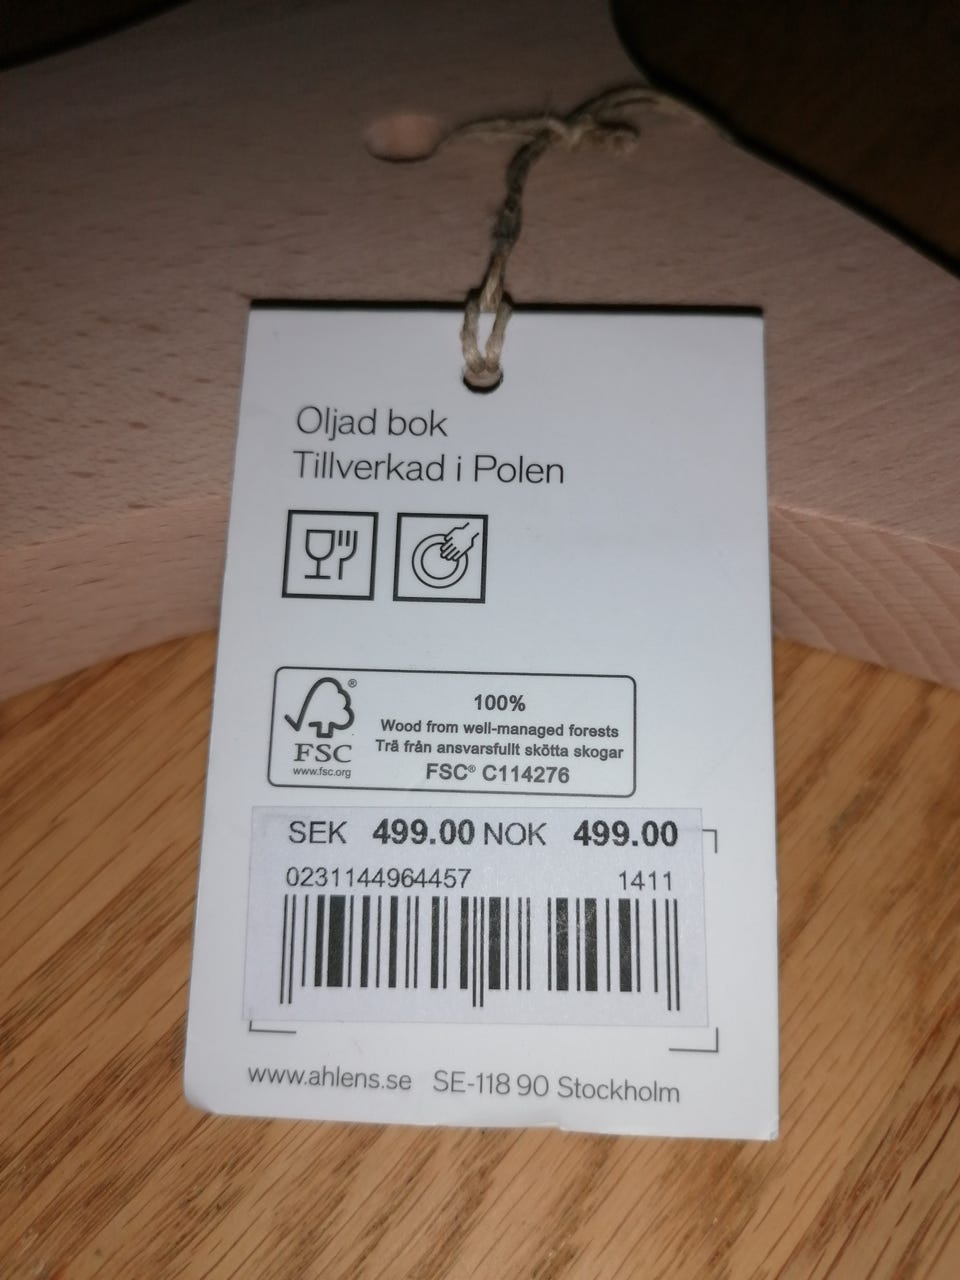 Oljad bok
Tillverkad i Polen
®
FSC
www.fsc.org
100%
Wood from well-managed forests
Trä från ansvarsfullt skötta skogar
FSC® C114276
SEK 499.00 NOK 499.00
0231144964457 1411
www.ahlens.se SE-118 90 Stockholm